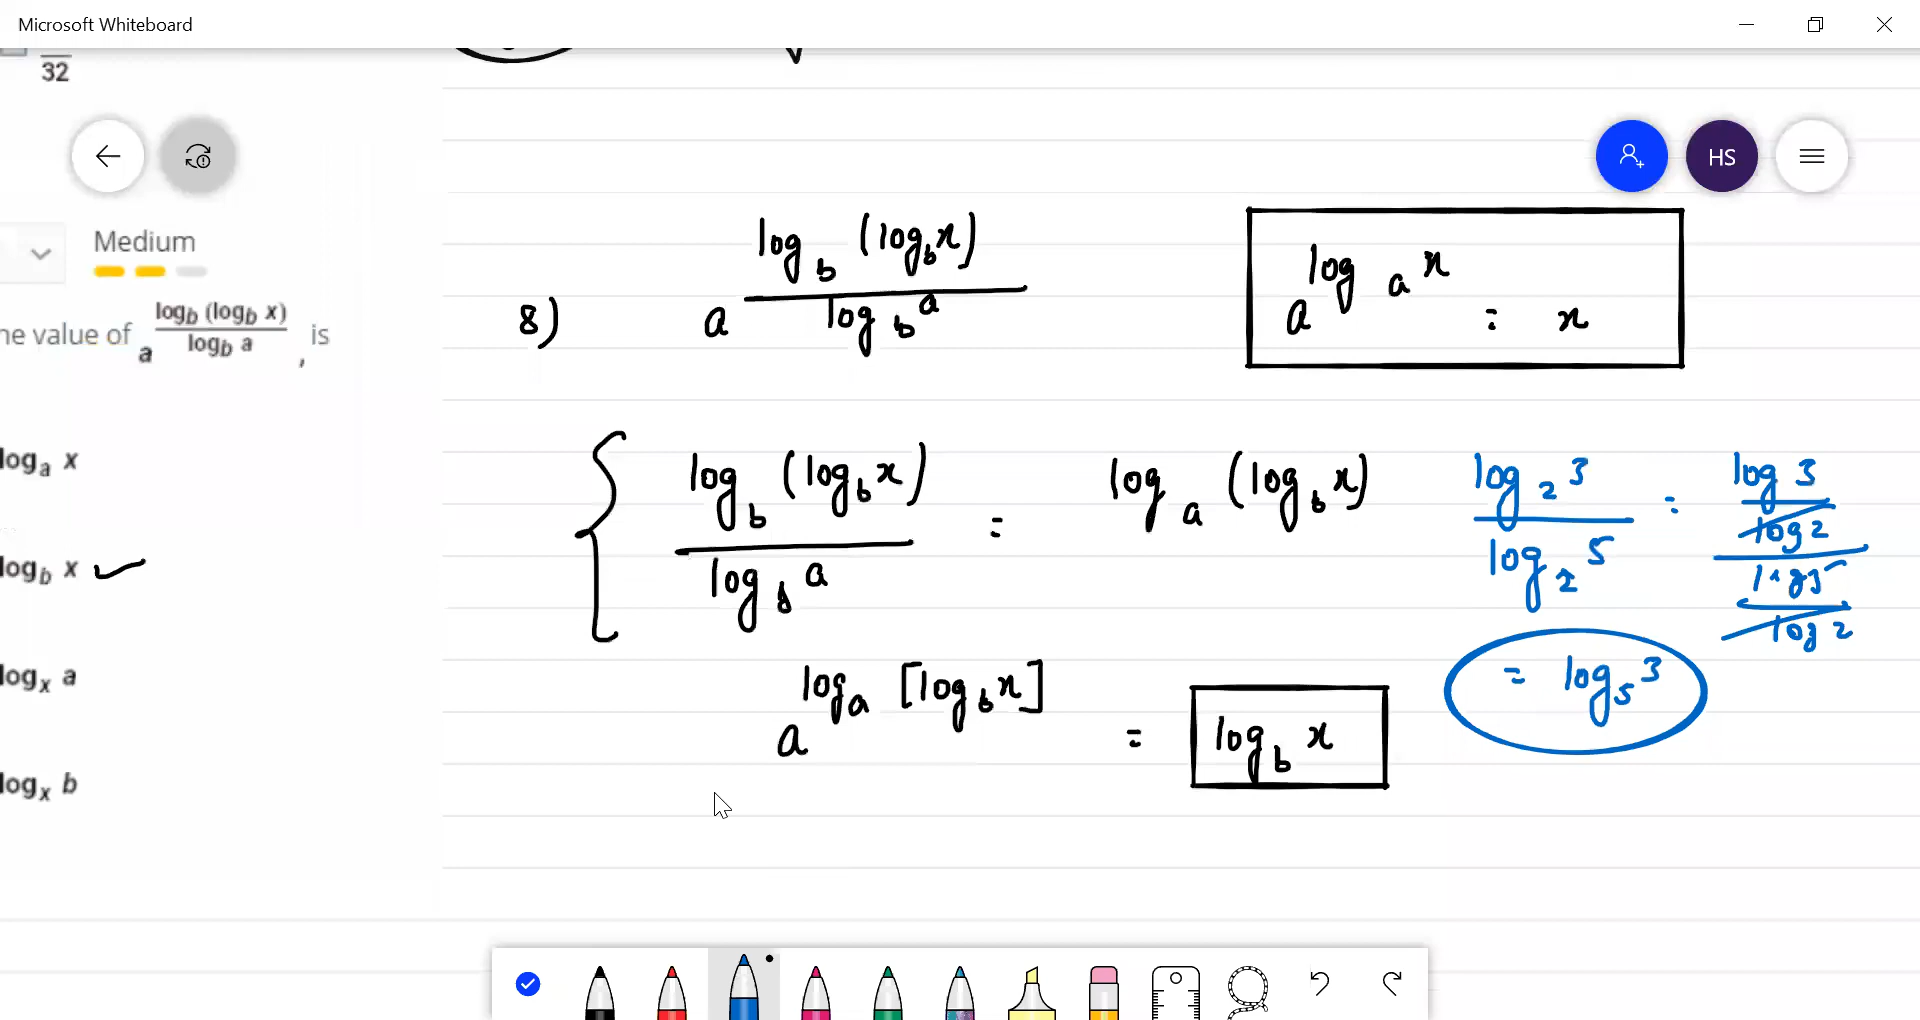 Microsoft Whiteboard
32
HS
Medium
he value of a^(log_b (log_b x) / log_b a), is
log_a x
log_b x ✓
log_x a
log_x b
8) a^(log_b (log_b x) / log_b a)
a^(log_a x) = x
{ log_b (log_b x) / log_b a = log_a (log_b x)
a^(log_a [log_b x]) = log_b x
log_2 3 / log_2 5 = (log 3 / log 2) / (log 5 / log 2)
= log_5 3